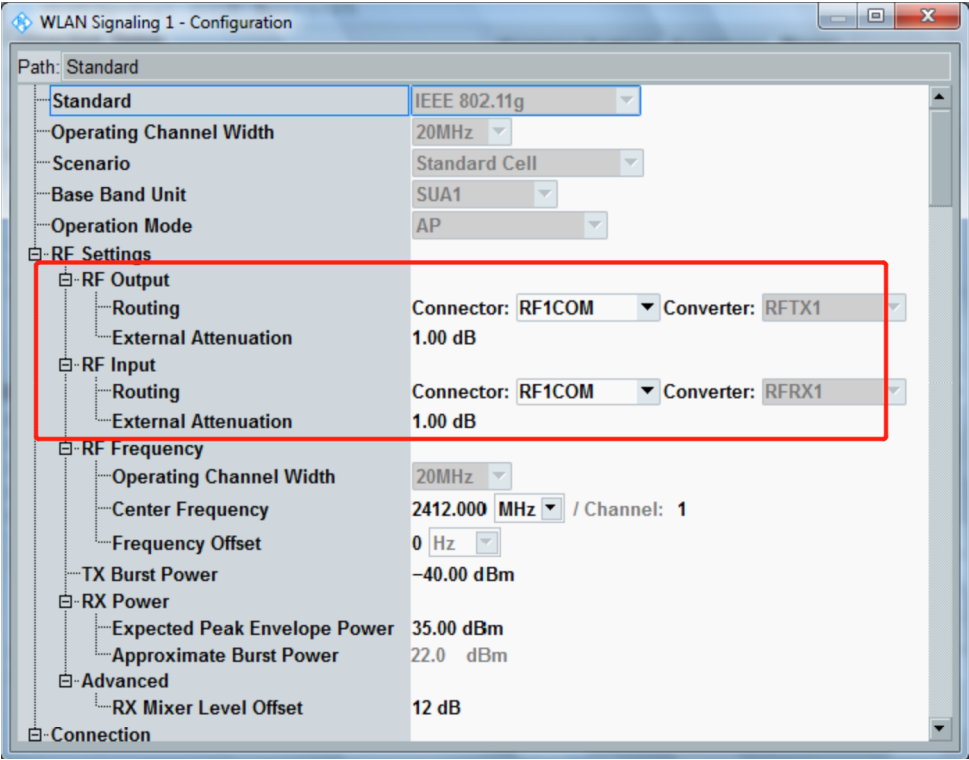 WLAN Signaling 1 - Configuration
Path: Standard
Standard IEEE 802.11g
Operating Channel Width 20MHz
Scenario Standard Cell
Base Band Unit SUA1
Operation Mode AP
RF Settings
RF Output
Routing Connector: RF1COM Converter: RFTX1
External Attenuation 1.00 dB
RF Input
Routing Connector: RF1COM Converter: RFRX1
External Attenuation 1.00 dB
RF Frequency
Operating Channel Width 20MHz
Center Frequency 2412.000 MHz / Channel: 1
Frequency Offset 0 Hz
TX Burst Power −40.00 dBm
RX Power
Expected Peak Envelope Power 35.00 dBm
Approximate Burst Power 22.0 dBm
Advanced
RX Mixer Level Offset 12 dB
Connection